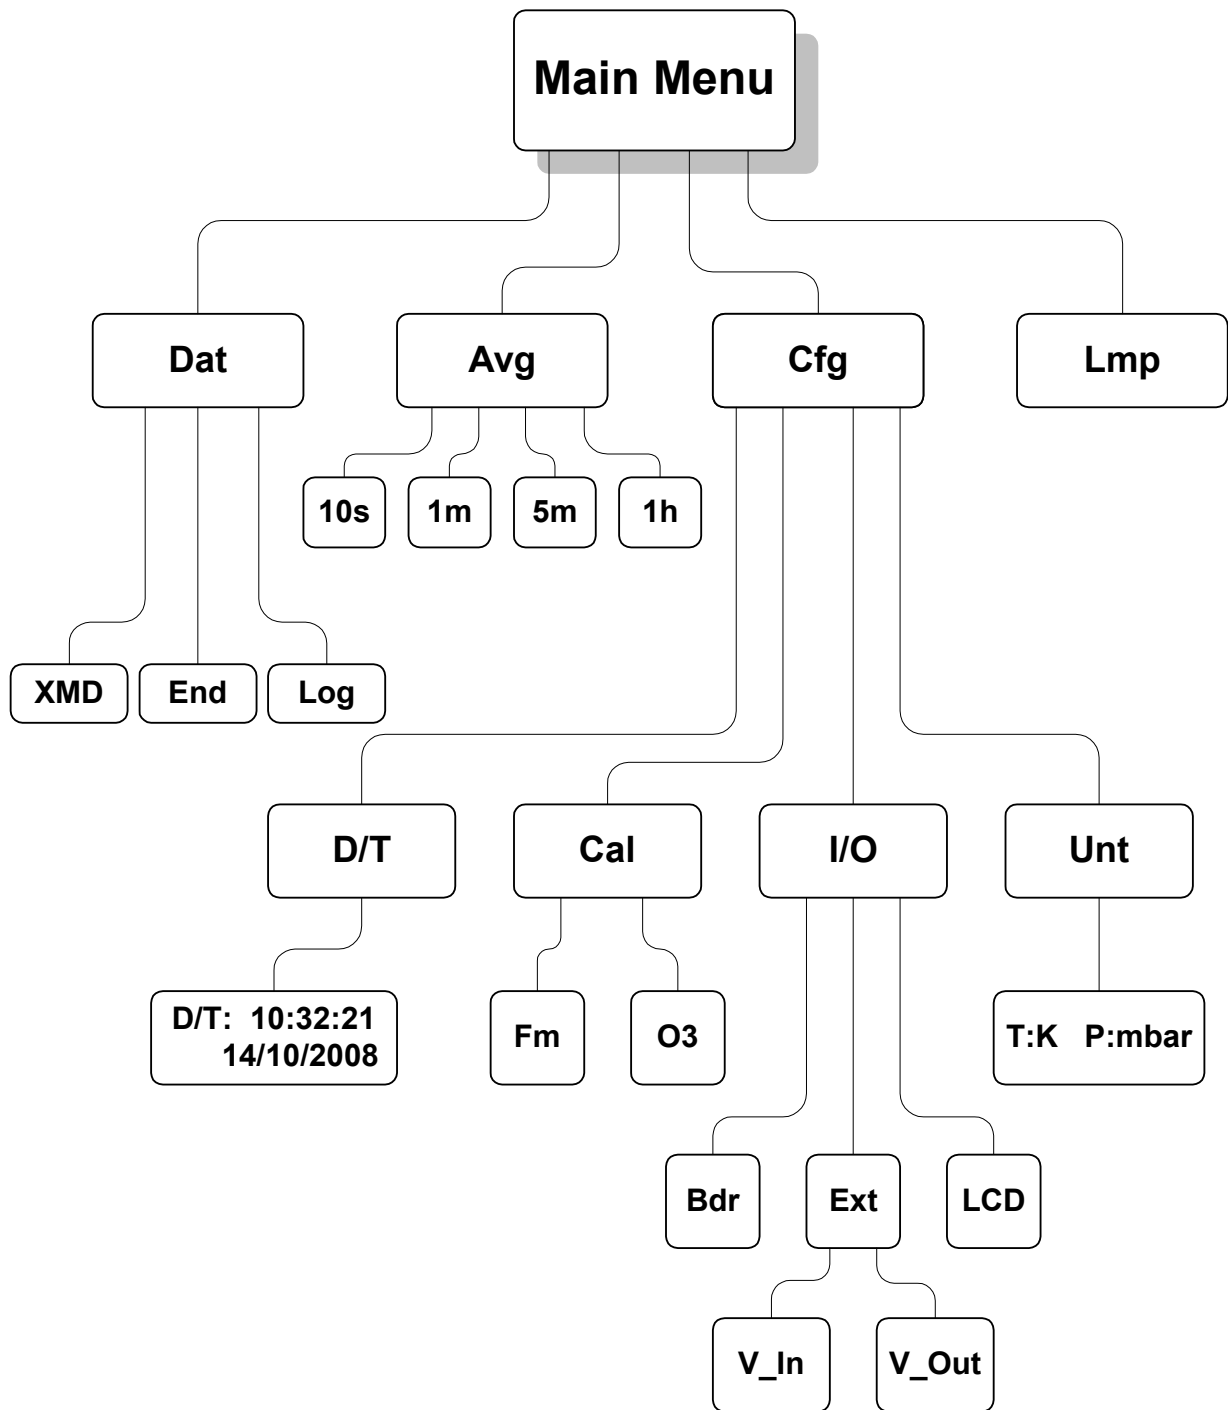 Main Menu
Dat
Avg
Cfg
Lmp
10s
1m
5m
1h
XMD
End
Log
D/T
Cal
I/O
Unt
D/T: 10:32:21
14/10/2008
Fm
O3
T:K P:mbar
Bdr
Ext
LCD
V_In
V_Out